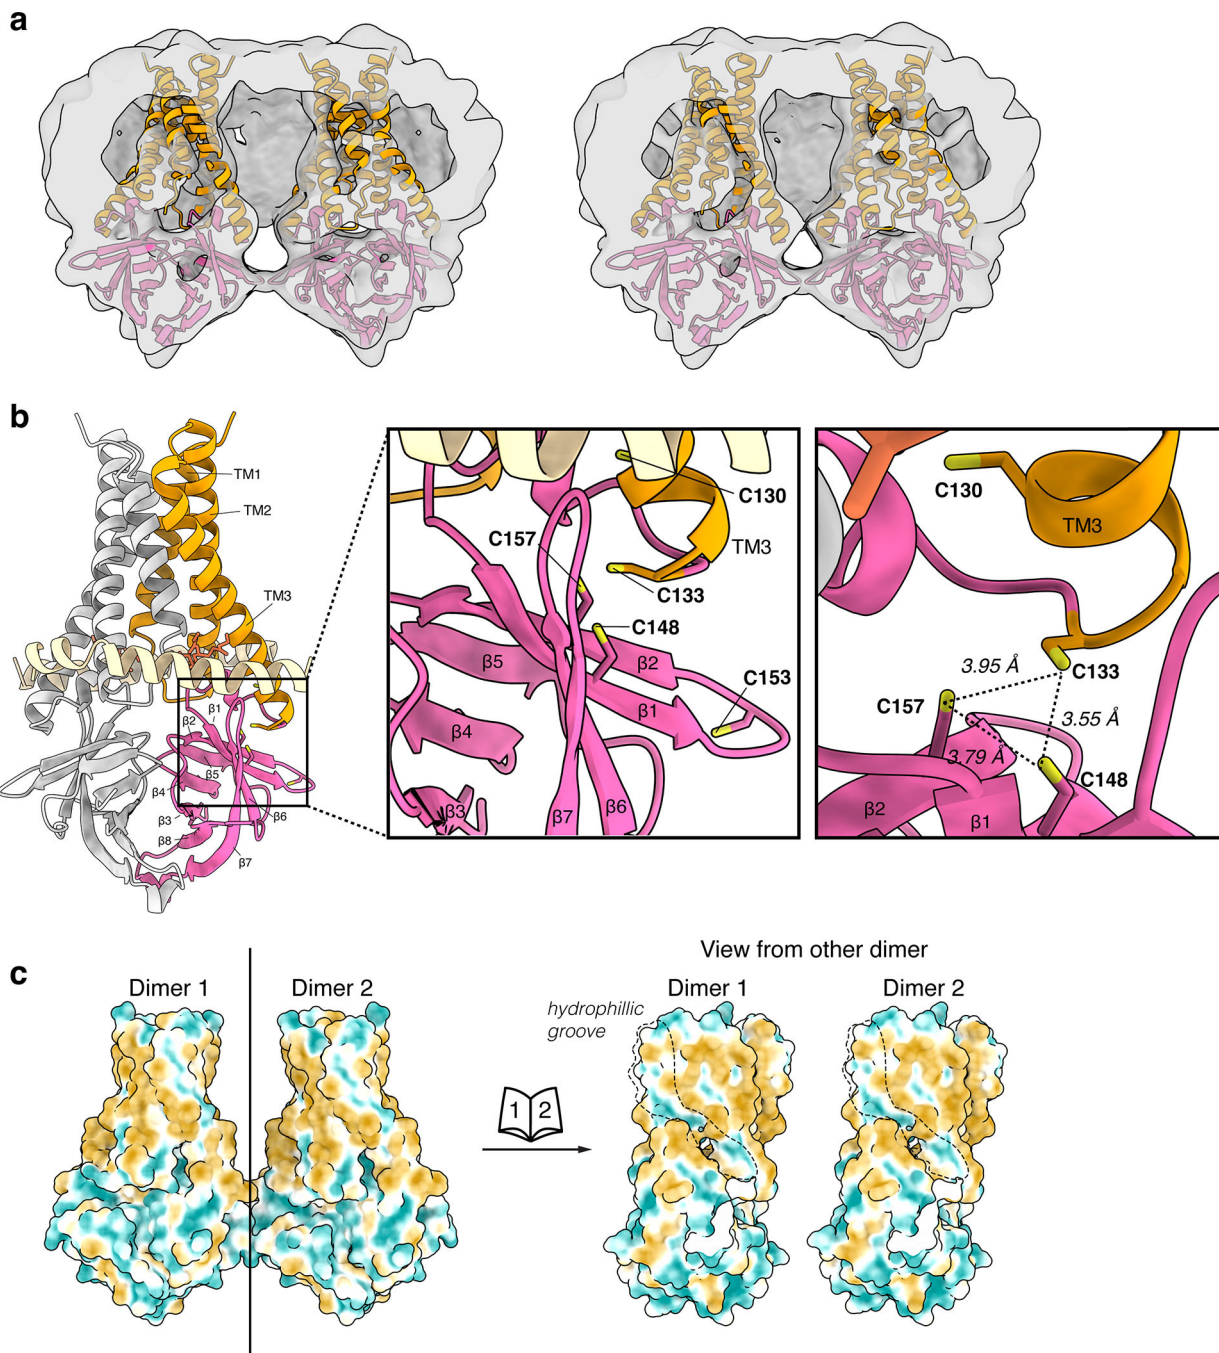 a
b
TM1
TM2
TM3
β1
β2
β5
β4
β3
β8
β6
β7
C130
C157
TM3
C133
C148
β5
β2
C153
β1
β4
β3
β7
β6
C130
TM3
3.95 Å
C133
C157
3.55 Å
3.79 Å
C148
β2
β1
c
View from other dimer
Dimer 1
Dimer 2
hydrophillic
groove
Dimer 1
Dimer 2
1 2